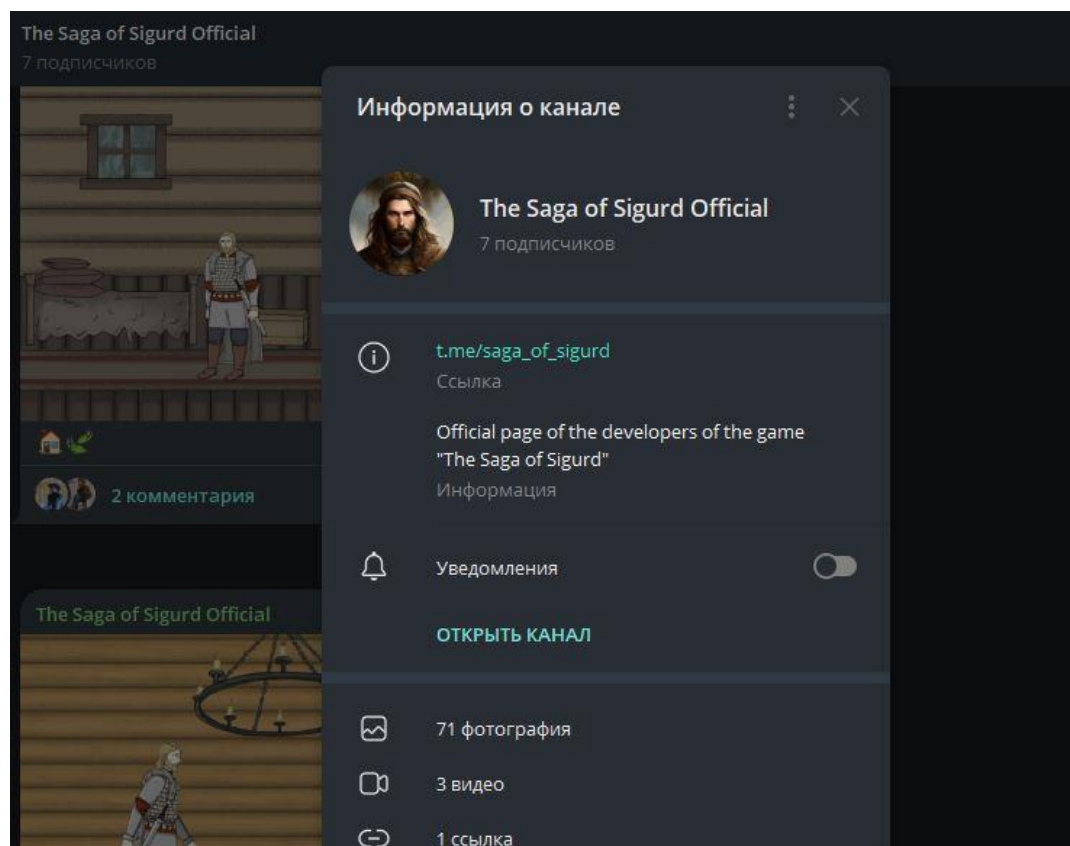 The Saga of Sigurd Official
7 подписчиков
Информация о канале
The Saga of Sigurd Official
7 подписчиков
t.me/saga_of_sigurd
Ссылка
Official page of the developers of the game
"The Saga of Sigurd"
Информация
2 комментария
Уведомления
The Saga of Sigurd Official
ОТКРЫТЬ КАНАЛ
71 фотография
3 видео
1 ссылка